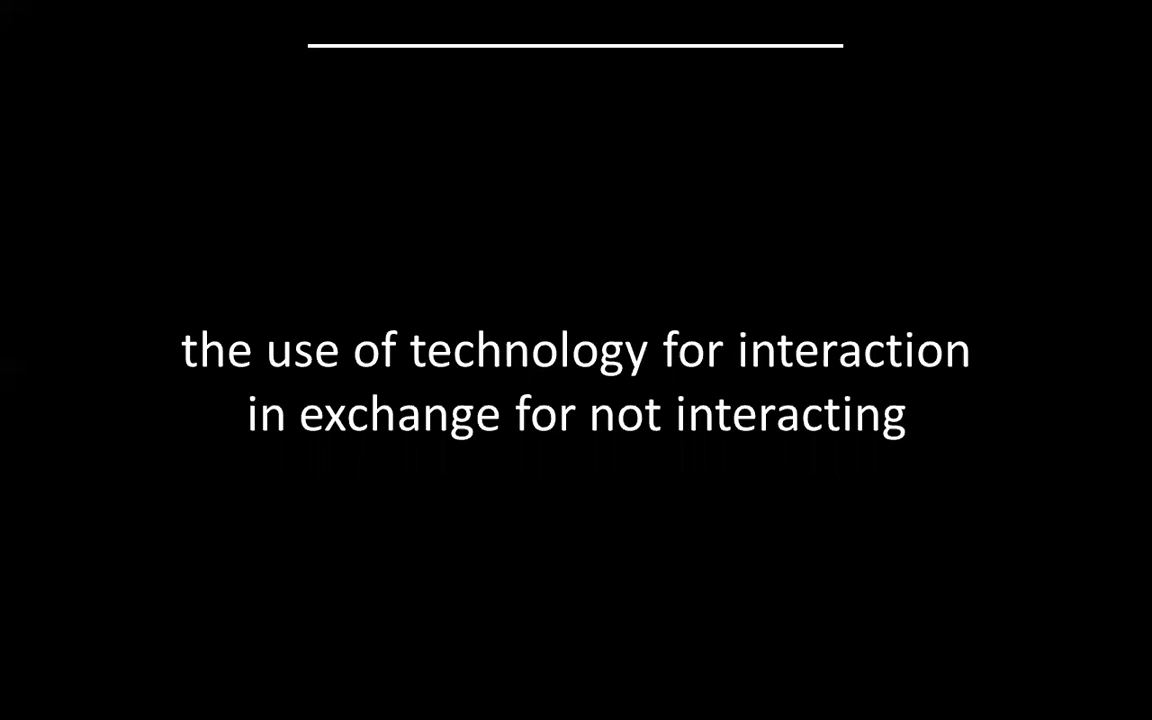 the use of technology for interaction
in exchange for not interacting